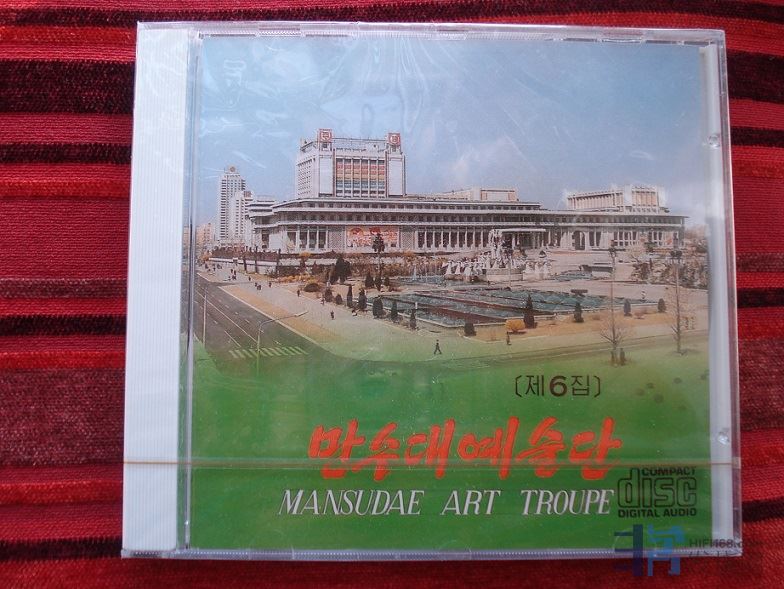 〔제6집〕
만수대예술단
MANSUDAE ART TROUPE
COMPACT
disc
DIGITAL AUDIO